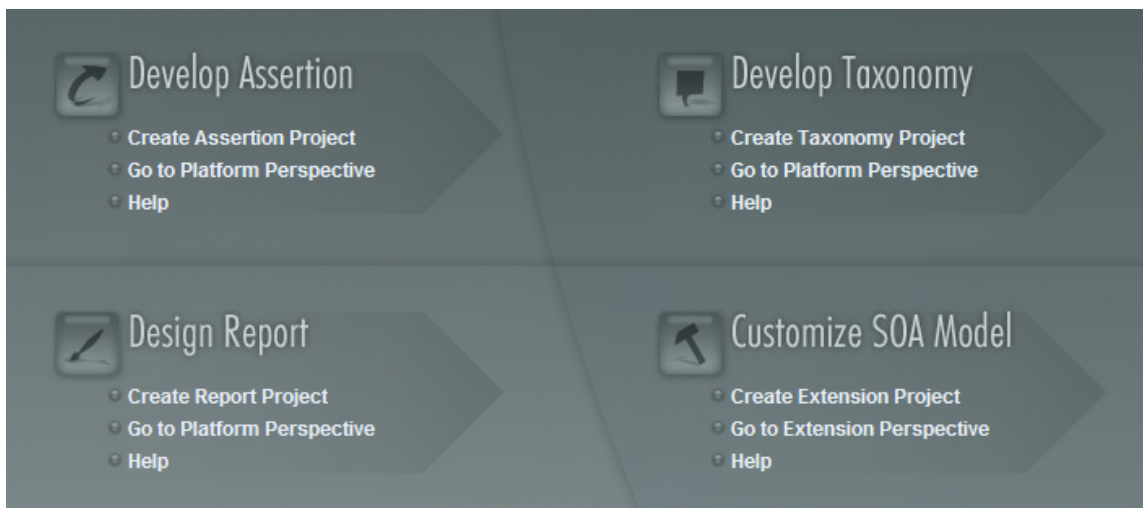 Develop Assertion
Create Assertion Project
Go to Platform Perspective
Help
Develop Taxonomy
Create Taxonomy Project
Go to Platform Perspective
Help
Design Report
Create Report Project
Go to Platform Perspective
Help
Customize SOA Model
Create Extension Project
Go to Extension Perspective
Help